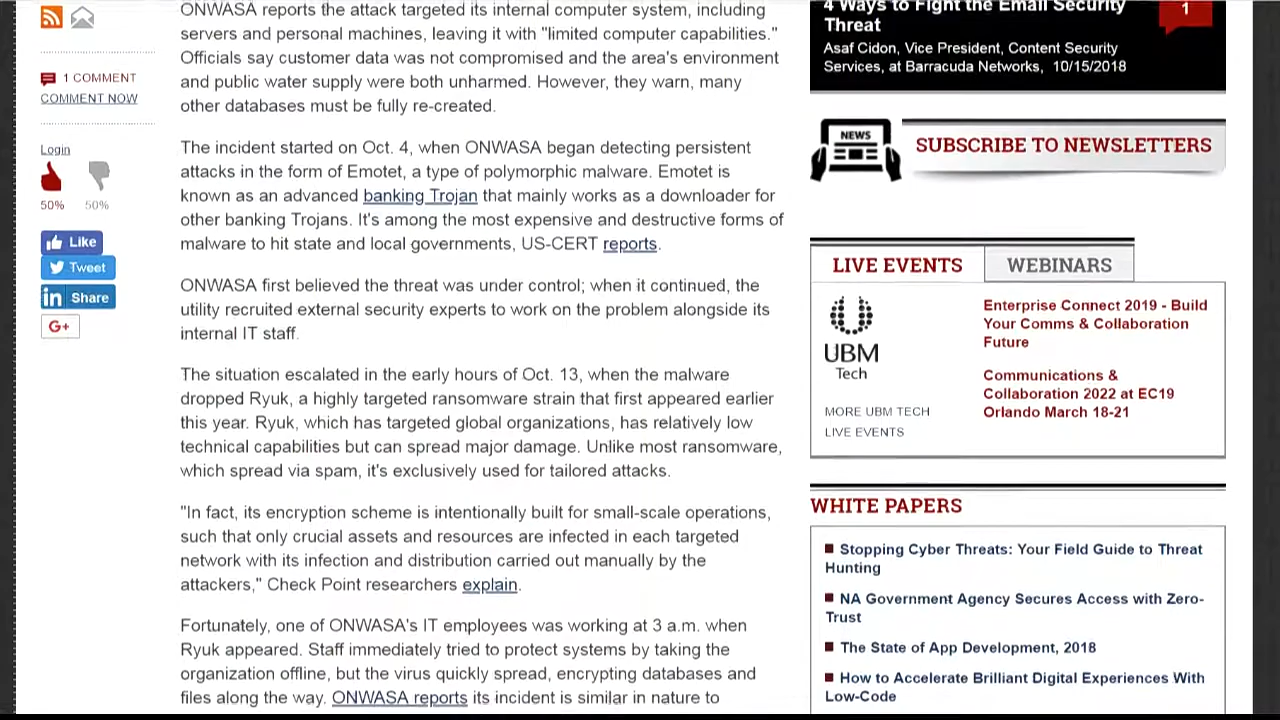 ONWASA reports the attack targeted its internal computer system, including
servers and personal machines, leaving it with "limited computer capabilities."
Officials say customer data was not compromised and the area's environment
and public water supply were both unharmed. However, they warn, many
other databases must be fully re-created.
1 COMMENT
COMMENT NOW
Login
50% 50%
Like
Tweet
in Share
G+
The incident started on Oct. 4, when ONWASA began detecting persistent
attacks in the form of Emotet, a type of polymorphic malware. Emotet is
known as an advanced banking Trojan that mainly works as a downloader for
other banking Trojans. It's among the most expensive and destructive forms of
malware to hit state and local governments, US-CERT reports.
ONWASA first believed the threat was under control; when it continued, the
utility recruited external security experts to work on the problem alongside its
internal IT staff.
The situation escalated in the early hours of Oct. 13, when the malware
dropped Ryuk, a highly targeted ransomware strain that first appeared earlier
this year. Ryuk, which has targeted global organizations, has relatively low
technical capabilities but can spread major damage. Unlike most ransomware,
which spread via spam, it's exclusively used for tailored attacks.
"In fact, its encryption scheme is intentionally built for small-scale operations,
such that only crucial assets and resources are infected in each targeted
network with its infection and distribution carried out manually by the
attackers," Check Point researchers explain.
Fortunately, one of ONWASA's IT employees was working at 3 a.m. when
Ryuk appeared. Staff immediately tried to protect systems by taking the
organization offline, but the virus quickly spread, encrypting databases and
files along the way. ONWASA reports its incident is similar in nature to
4 Ways to Fight the Email Security
Threat
1
Asaf Cidon, Vice President, Content Security
Services, at Barracuda Networks, 10/15/2018
NEWS
SUBSCRIBE TO NEWSLETTERS
LIVE EVENTS WEBINARS
UBM
Tech
MORE UBM TECH
LIVE EVENTS
Enterprise Connect 2019 - Build
Your Comms & Collaboration
Future
Communications &
Collaboration 2022 at EC19
Orlando March 18-21
WHITE PAPERS
Stopping Cyber Threats: Your Field Guide to Threat
Hunting
NA Government Agency Secures Access with Zero-
Trust
The State of App Development, 2018
How to Accelerate Brilliant Digital Experiences With
Low-Code